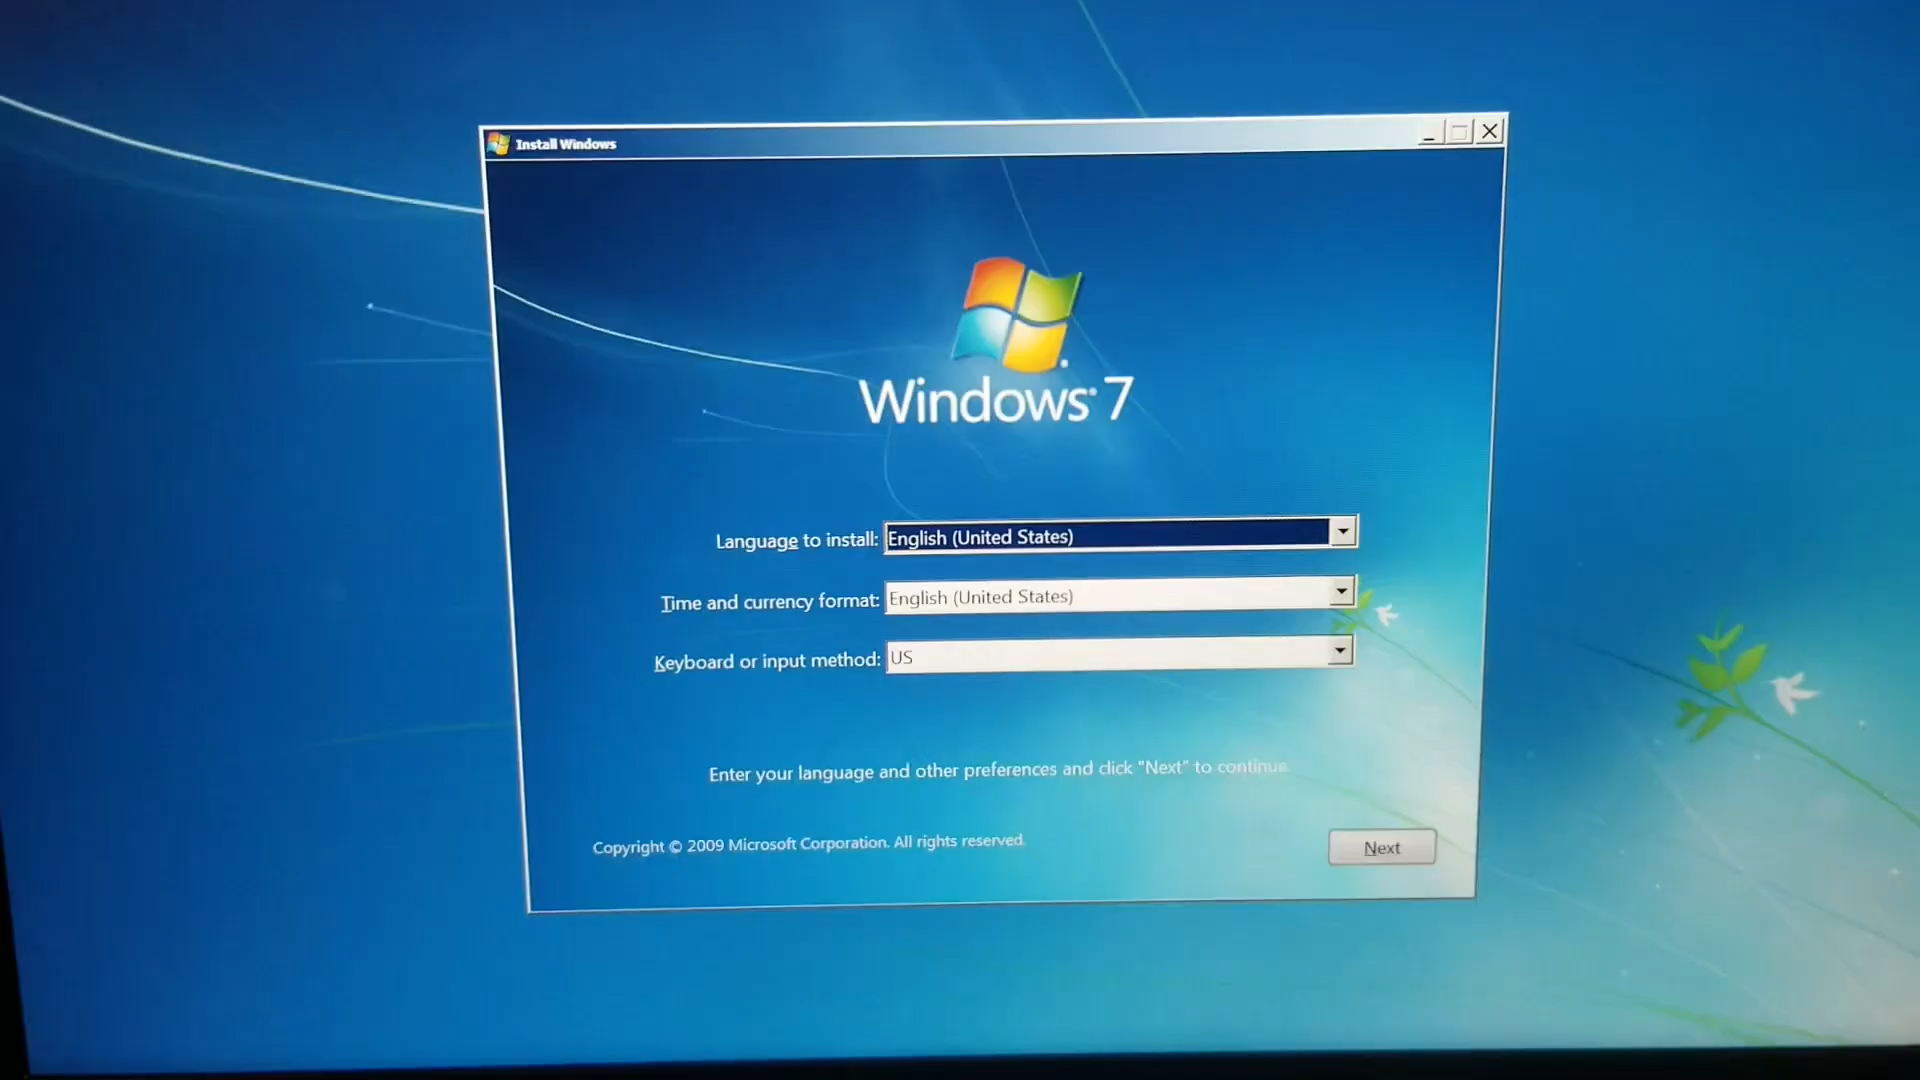 Install Windows
Windows 7
Language to install: English (United States)
Time and currency format: English (United States)
Keyboard or input method: US
Enter your language and other preferences and click "Next" to continue.
Copyright © 2009 Microsoft Corporation. All rights reserved.
Next